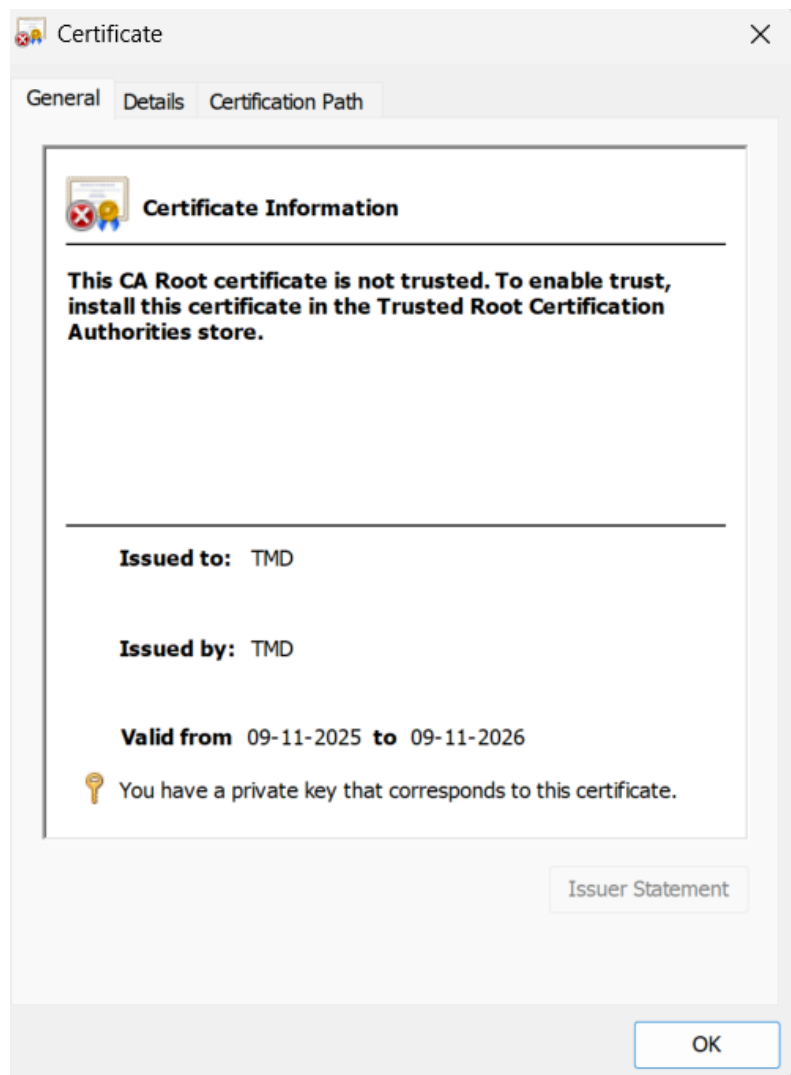 Certificate
General Details Certification Path
Certificate Information
This CA Root certificate is not trusted. To enable trust,
install this certificate in the Trusted Root Certification
Authorities store.
Issued to: TMD
Issued by: TMD
Valid from 09-11-2025 to 09-11-2026
You have a private key that corresponds to this certificate.
Issuer Statement
OK